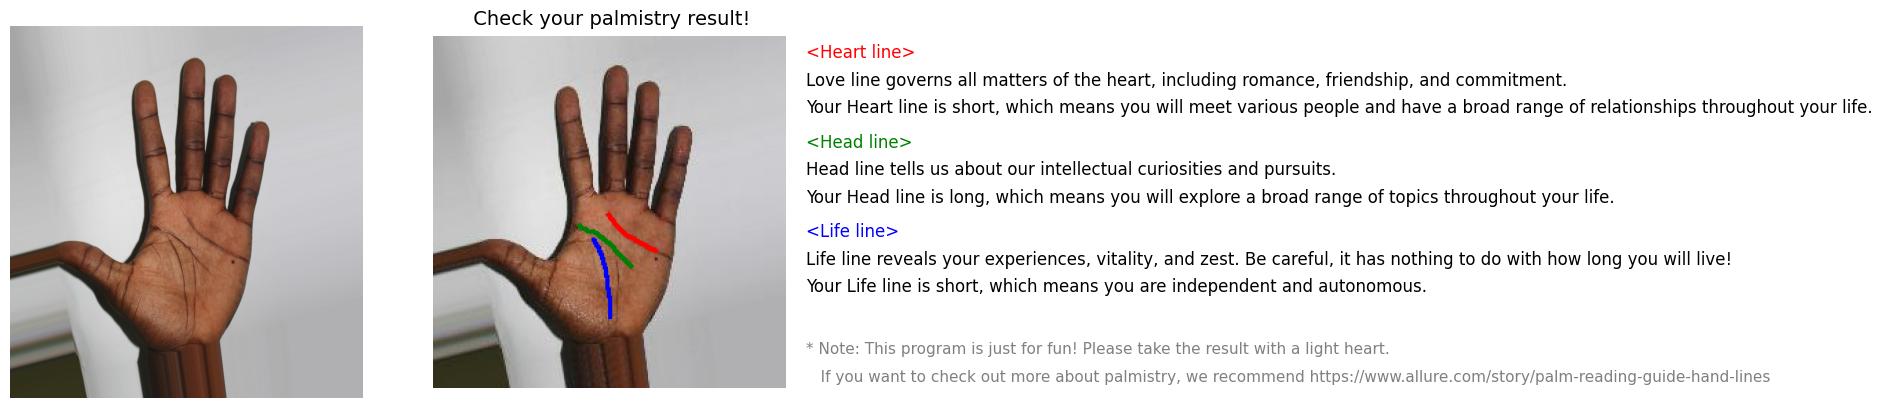 Check your palmistry result!
<Heart line>
Love line governs all matters of the heart, including romance, friendship, and commitment.
Your Heart line is short, which means you will meet various people and have a broad range of relationships throughout your life.
<Head line>
Head line tells us about our intellectual curiosities and pursuits.
Your Head line is long, which means you will explore a broad range of topics throughout your life.
<Life line>
Life line reveals your experiences, vitality, and zest. Be careful, it has nothing to do with how long you will live!
Your Life line is short, which means you are independent and autonomous.
* Note: This program is just for fun! Please take the result with a light heart.
If you want to check out more about palmistry, we recommend https://www.allure.com/story/palm-reading-guide-hand-lines